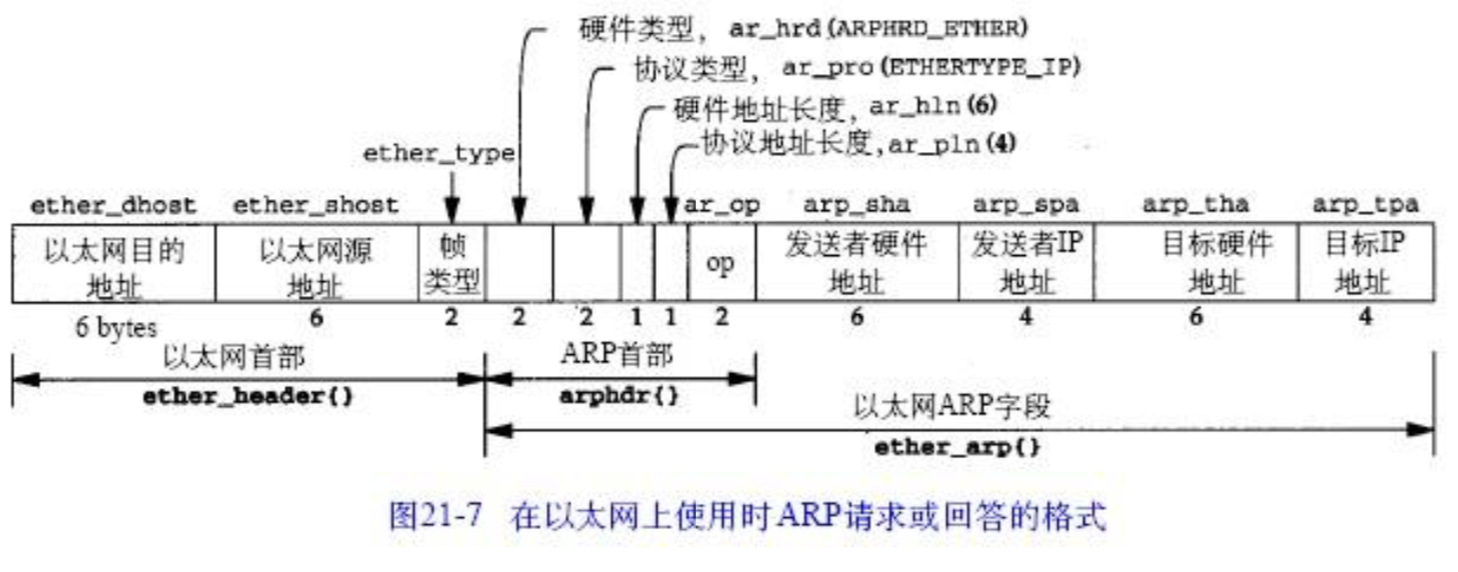 硬件类型，ar_hrd(ARPHRD_ETHER)
协议类型，ar_pro(ETHERTYPE_IP)
硬件地址长度，ar_hln(6)
协议地址长度,ar_pln(4)
ether_type
ether_dhost ether_shost ar_op arp_sha arp_spa arp_tha arp_tpa
以太网目的 以太网源 帧 op 发送者硬件 发送者IP 目标硬件 目标IP
地址 地址 类型 地址 地址 地址 地址
6 bytes 6 2 2 2 1 1 2 6 4 6 4
以太网首部 ARP首部
ether_header{} arphdr{}
以太网ARP字段
ether_arp{}
图21-7 在以太网上使用时ARP请求或回答的格式